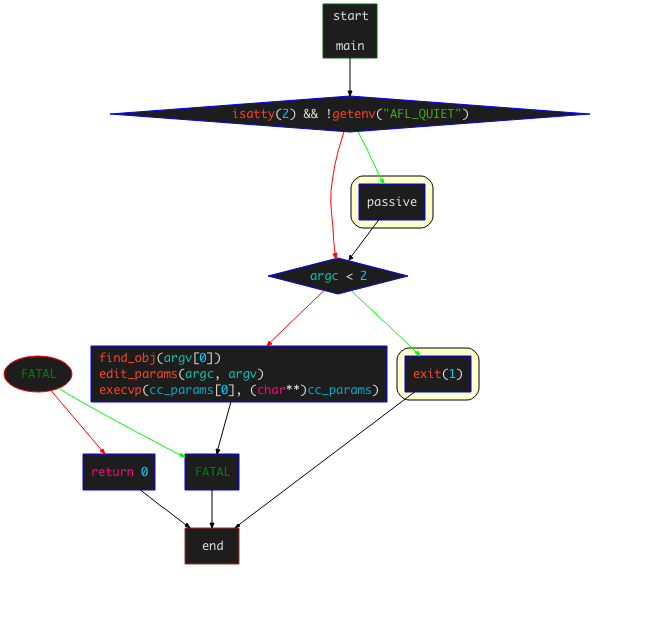 start
main
isatty(2) && !getenv("AFL_QUIET")
passive
argc < 2
find_obj(argv[0])
edit_params(argc, argv)
execvp(cc_params[0], (char**)cc_params)
exit(1)
FATAL
return 0
FATAL
end